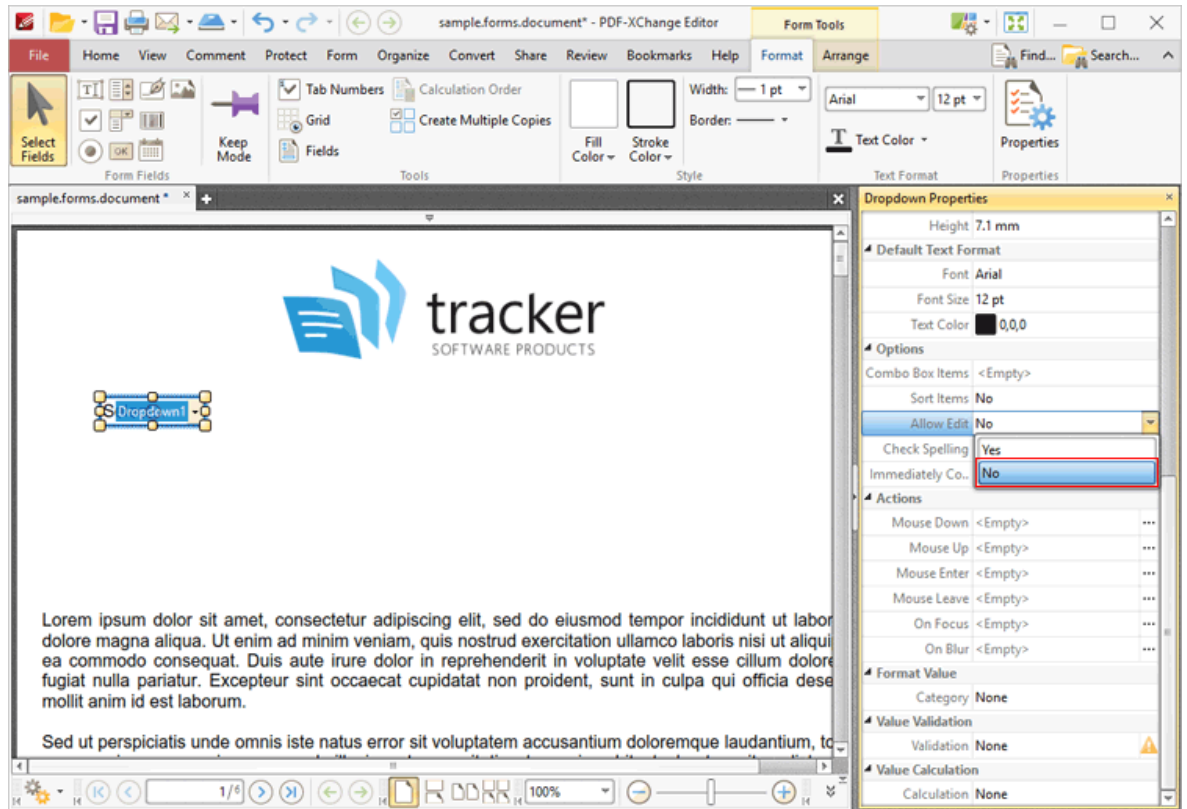 sample.forms.document* - PDF-XChange Editor
Form Tools
File Home View Comment Protect Form Organize Convert Share Review Bookmarks Help Format Arrange Find... Search...
Select Fields
OK
Keep Mode
Form Fields
Tab Numbers
Grid
Fields
Calculation Order
Create Multiple Copies
Tools
Fill Color
Stroke Color
Width: 1 pt
Border:
Style
Arial 12 pt
Text Color
Text Format
Properties
Properties
sample.forms.document *
tracker
SOFTWARE PRODUCTS
S Dropdown1
Lorem ipsum dolor sit amet, consectetur adipiscing elit, sed do eiusmod tempor incididunt ut labor
dolore magna aliqua. Ut enim ad minim veniam, quis nostrud exercitation ullamco laboris nisi ut aliqui
ea commodo consequat. Duis aute irure dolor in reprehenderit in voluptate velit esse cillum dolore
fugiat nulla pariatur. Excepteur sint occaecat cupidatat non proident, sunt in culpa qui officia dese
mollit anim id est laborum.
Sed ut perspiciatis unde omnis iste natus error sit voluptatem accusantium doloremque laudantium, to
1/6
100%
Dropdown Properties
Height 7.1 mm
Default Text Format
Font Arial
Font Size 12 pt
Text Color 0,0,0
Options
Combo Box Items <Empty>
Sort Items No
Allow Edit No
Check Spelling Yes
Immediately Co.. No
Actions
Mouse Down <Empty> ...
Mouse Up <Empty> ...
Mouse Enter <Empty> ...
Mouse Leave <Empty> ...
On Focus <Empty> ...
On Blur <Empty> ...
Format Value
Category None
Value Validation
Validation None
Value Calculation
Calculation None